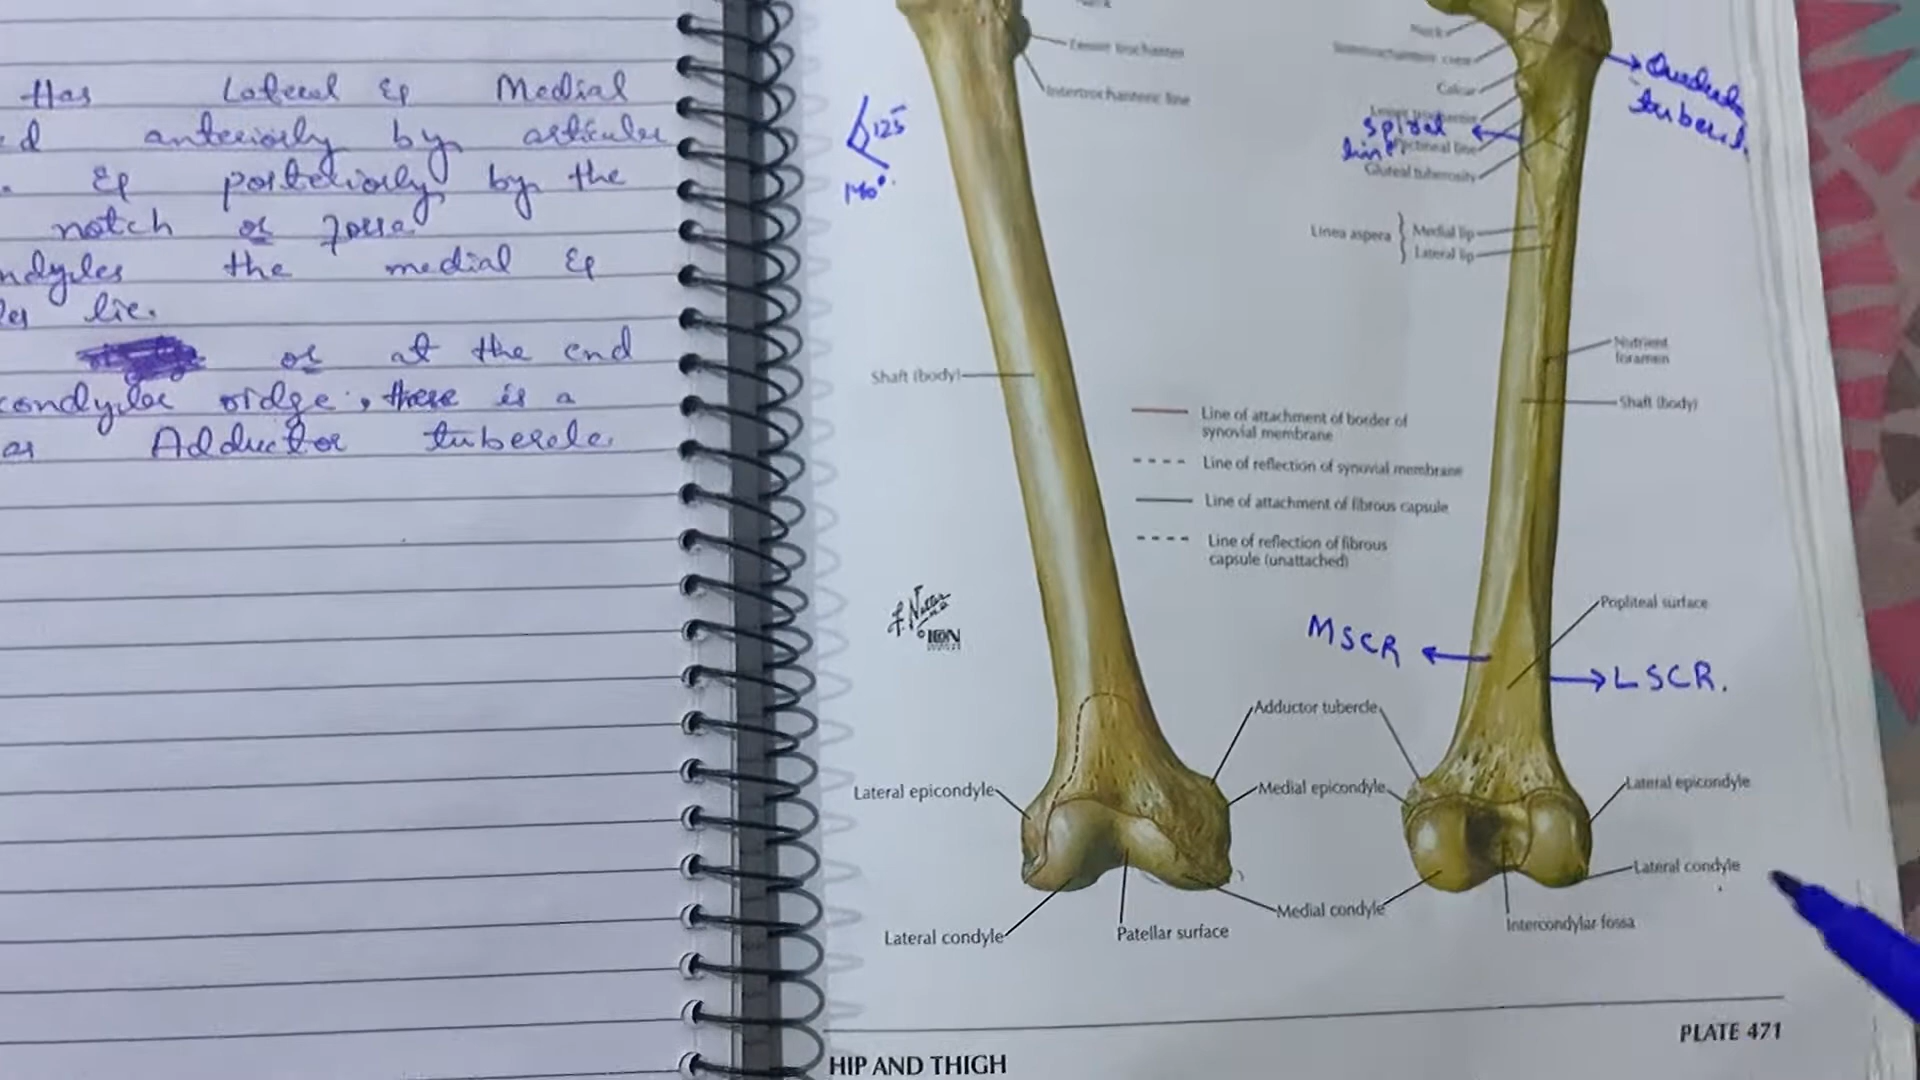 Has Lateral & Medial
d anteriorly by articular
& posteriorly by the
notch or fossa
ndyles the medial &
lie.
or at the end
condylar ridge, there is a
as Adductor tubercle.
125
140°
Lesser trochanter
Intertrochanteric line
Shaft (body)
F. Netter
M.D.
© ICON
Lateral epicondyle
Lateral condyle
Patellar surface
Line of attachment of border of
synovial membrane
Line of reflection of synovial membrane
Line of attachment of fibrous capsule
Line of reflection of fibrous
capsule (unattached)
Adductor tubercle
Medial epicondyle
Medial condyle
Neck
Intertrochanteric crest
Calcar
Lesser trochanter
Spiral
line
Pectineal line
Gluteal tuberosity
Linea aspera
Medial lip
Lateral lip
tubercl.
Nutrient
foramen
Shaft (body)
Popliteal surface
MSCR
LSCR.
Lateral epicondyle
Lateral condyle
Intercondylar fossa
PLATE 471
HIP AND THIGH